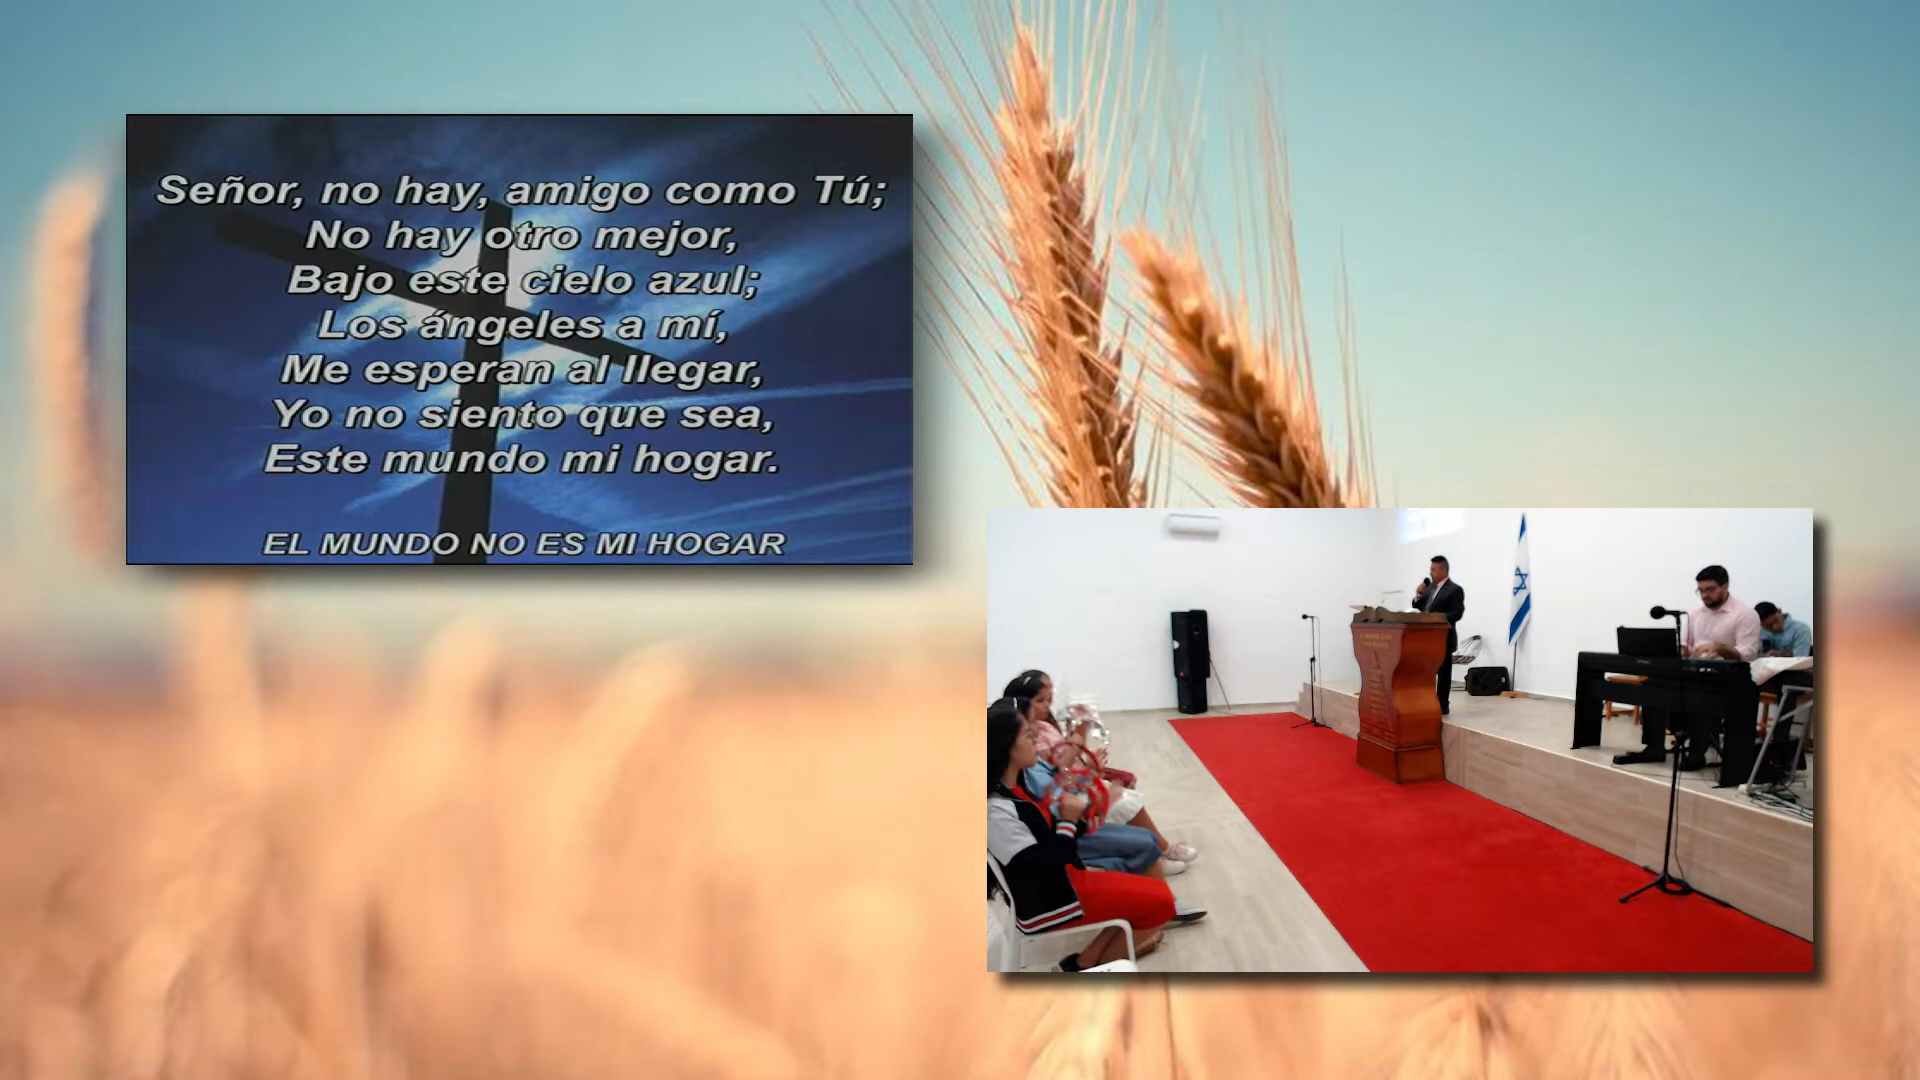 Señor, no hay, amigo como Tú;
No hay otro mejor,
Bajo este cielo azul;
Los ángeles a mí,
Me esperan al llegar,
Yo no siento que sea,
Este mundo mi hogar.
EL MUNDO NO ES MI HOGAR